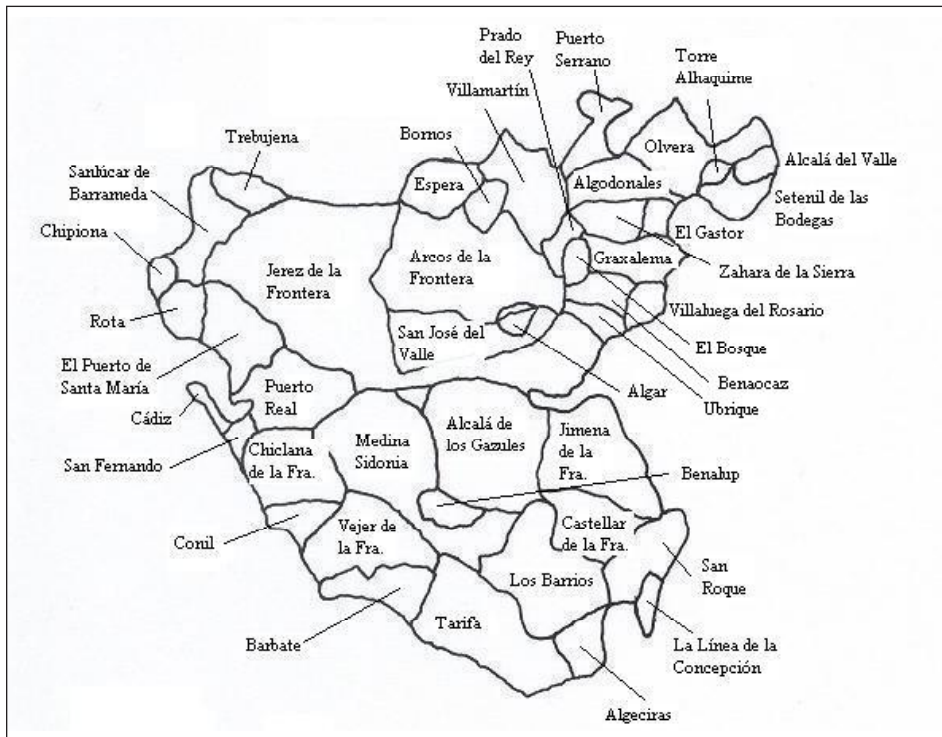 Prado
del Rey
Puerto
Serrano
Torre
Alhaquime
Villamartín
Trebujena
Bornos
Olvera
Sanlúcar de
Barrameda
Espera
Algodonales
Alcalá del Valle
Setenil de las
Bodegas
Chipiona
El Gastor
Jerez de la
Frontera
Arcos de la
Frontera
Graxalema
Zahara de la Sierra
Rota
San José del
Valle
Villaluega del Rosario
El Puerto de
Santa María
El Bosque
Puerto
Real
Algar
Benaocaz
Cádiz
Ubrique
Alcalá de
los Gazules
Jimena
de la
Fra.
San Fernando
Chiclana
de la Fra.
Medina
Sidonia
Benalup
Conil
Vejer de
la Fra.
Castellar
de la Fra.
San
Roque
Los Barrios
Barbate
Tarifa
La Línea de la
Concepción
Algeciras